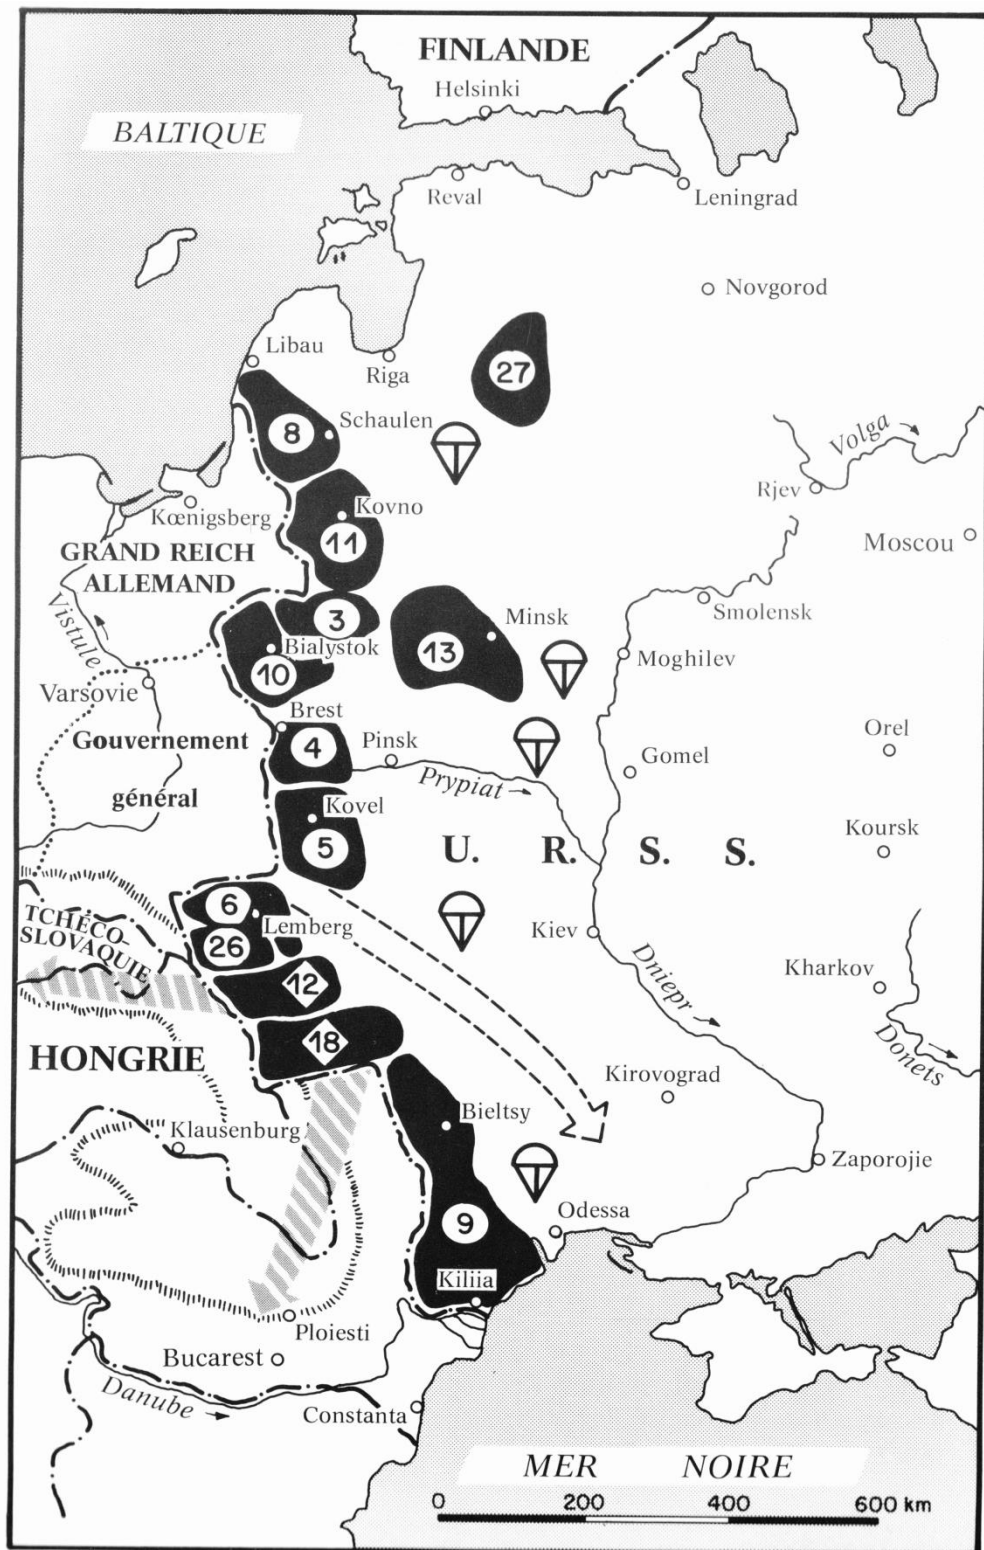 FINLANDE
Helsinki
BALTIQUE
Reval
Leningrad
Novgorod
Libau
Riga
27
8
Schaulen
Volga
Rjev
Kœnigsberg
Kovno
11
Moscou
GRAND REICH
ALLEMAND
Vistule
3
Smolensk
Minsk
Bialystok
13
10
Moghilev
Varsovie
Brest
Gouvernement
4
Pinsk
Orel
Gomel
Prypiat
général
Kovel
5
U. R. S. S.
Koursk
6
TCHÉCO-
SLOVAQUIE
Lemberg
26
Kiev
Kharkov
12
Dniepr
18
HONGRIE
Donets
Kirovograd
Bieltsy
Klausenburg
Zaporojie
9
Odessa
Kiliia
Ploiesti
Bucarest
Danube
Constanta
MER NOIRE
0 200 400 600 km